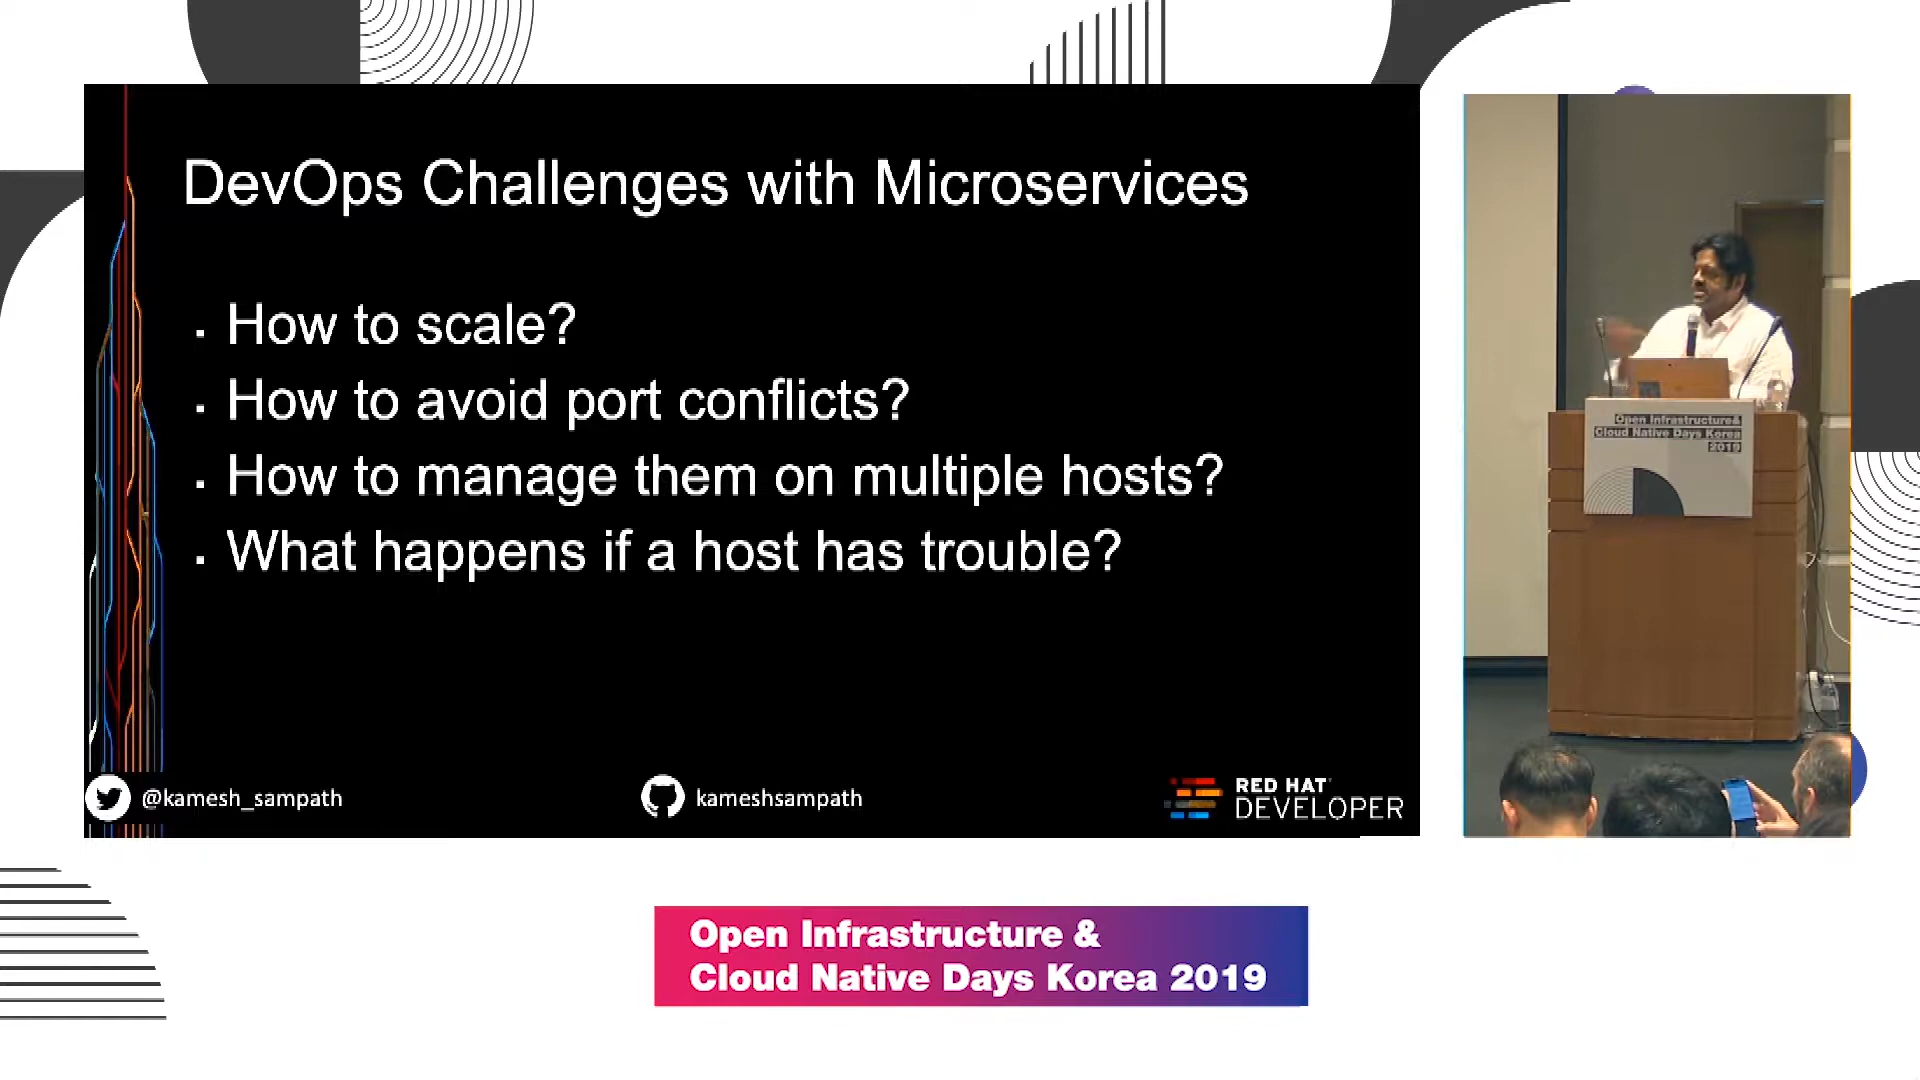 DevOps Challenges with Microservices
▪ How to scale?
▪ How to avoid port conflicts?
▪ How to manage them on multiple hosts?
▪ What happens if a host has trouble?
@kamesh_sampath
kameshsampath
RED HAT
DEVELOPER
Open Infrastructure&
Cloud Native Days Korea
2019
Open Infrastructure &
Cloud Native Days Korea 2019